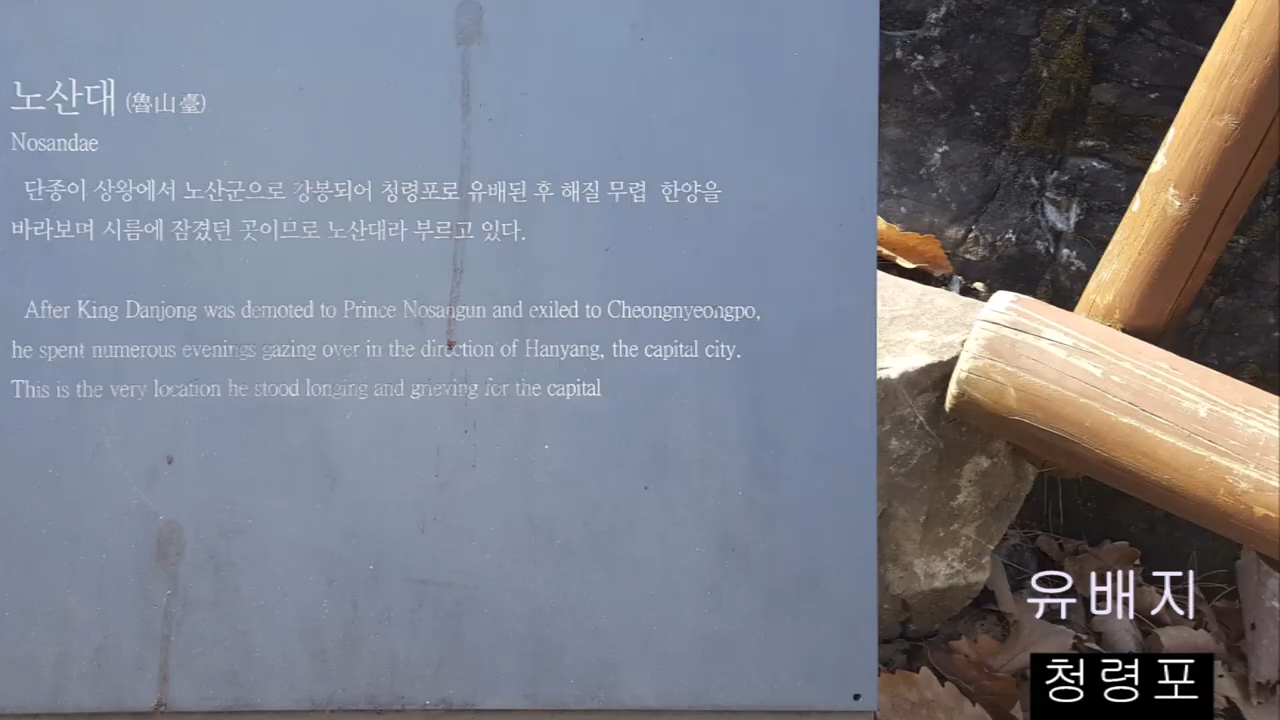 노산대 (魯山臺)
Nosandae
단종이 상왕에서 노산군으로 강봉되어 청령포로 유배된 후 해질 무렵 한양을
바라보며 시름에 잠겼던 곳이므로 노산대라 부르고 있다.
After King Danjong was demoted to Prince Nosangun and exiled to Cheongnyeongpo,
he spent numerous evenings gazing over in the direction of Hanyang, the capital city.
This is the very location he stood longing and grieving for the capital
유배지
청령포